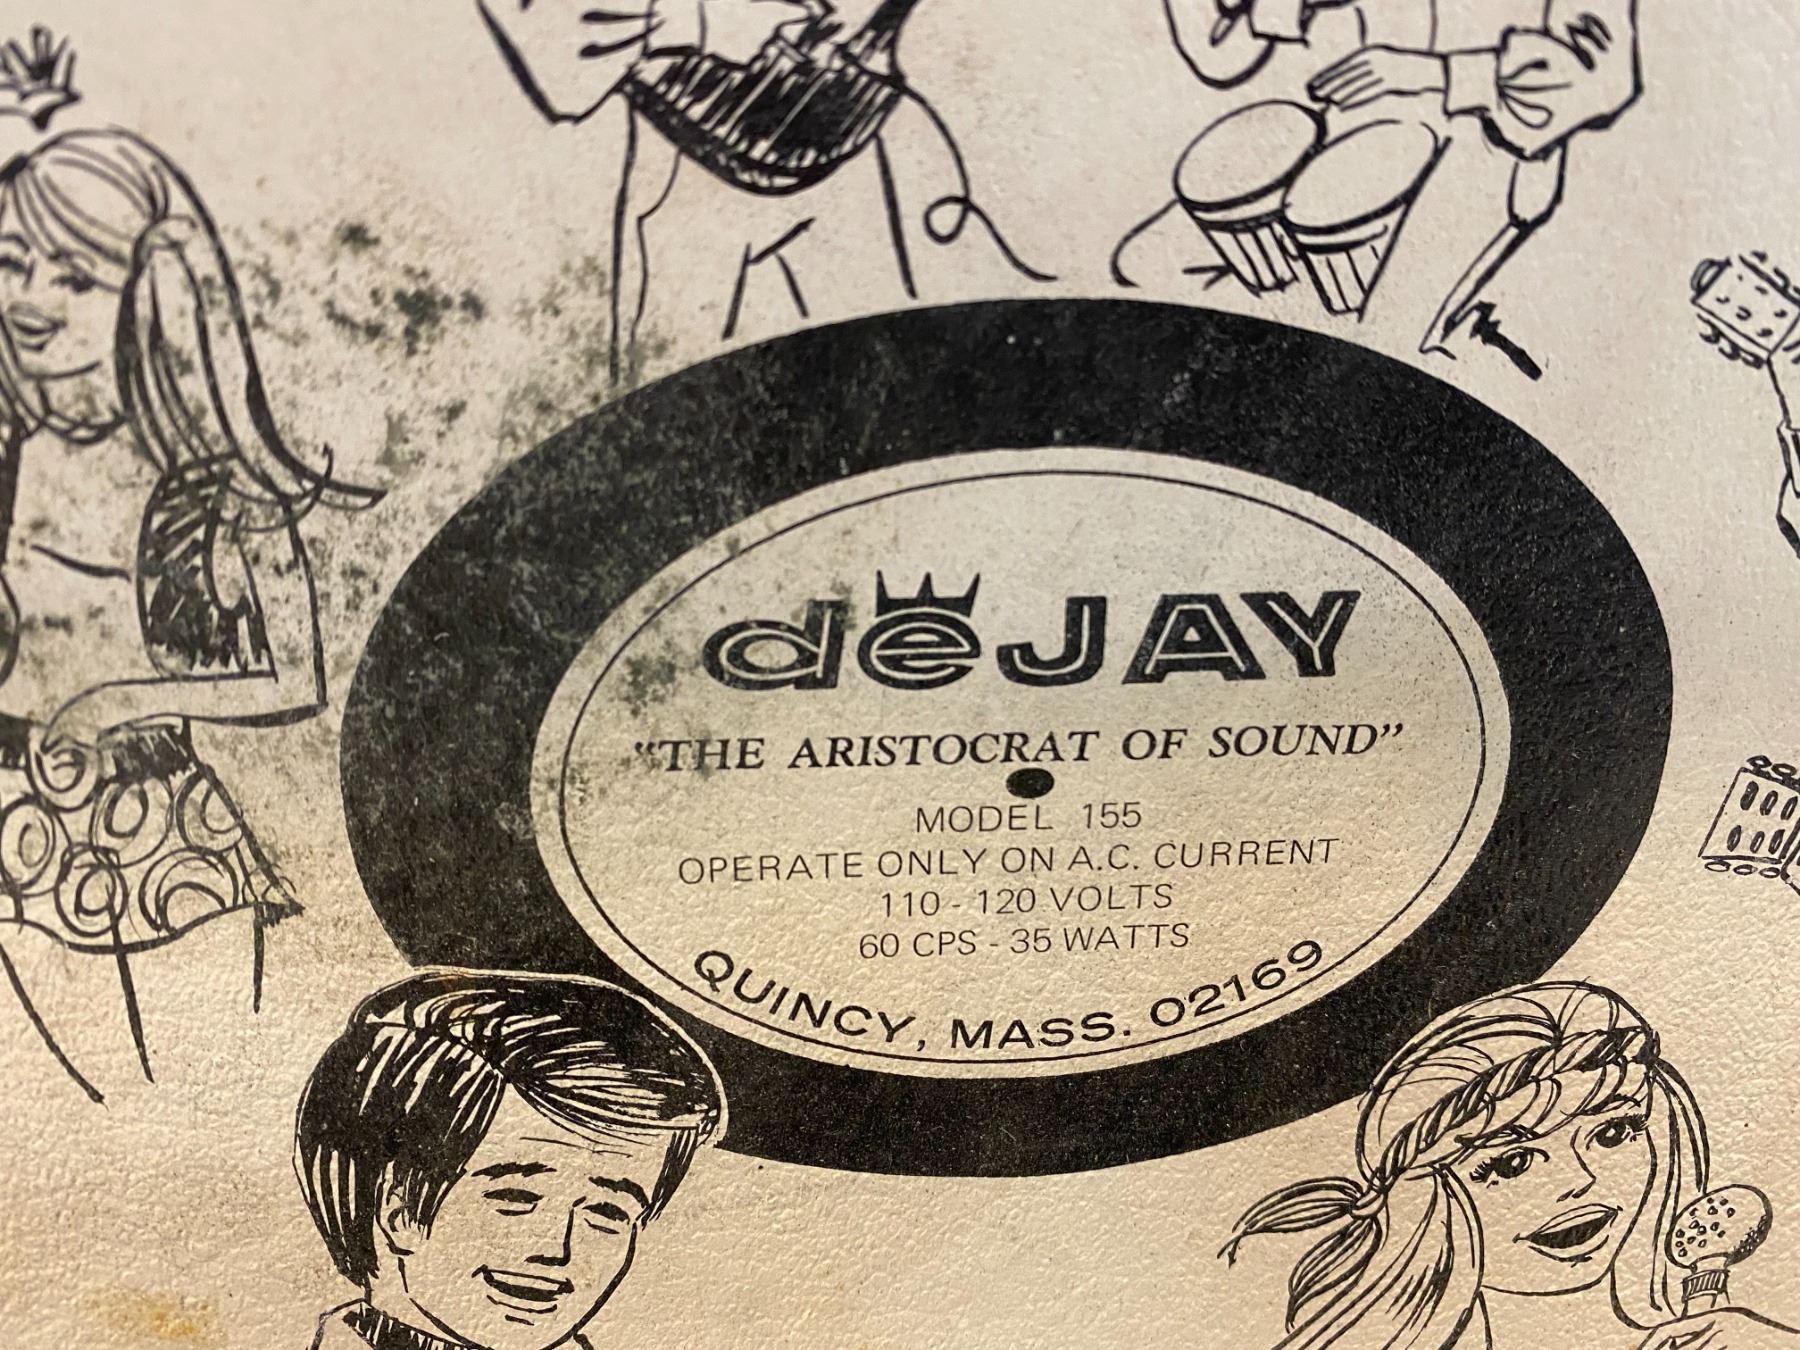 dėJAY
“THE ARISTOCRAT OF SOUND”
MODEL 155
OPERATE ONLY ON A.C. CURRENT
110 - 120 VOLTS
60 CPS - 35 WATTS
QUINCY, MASS. 02169